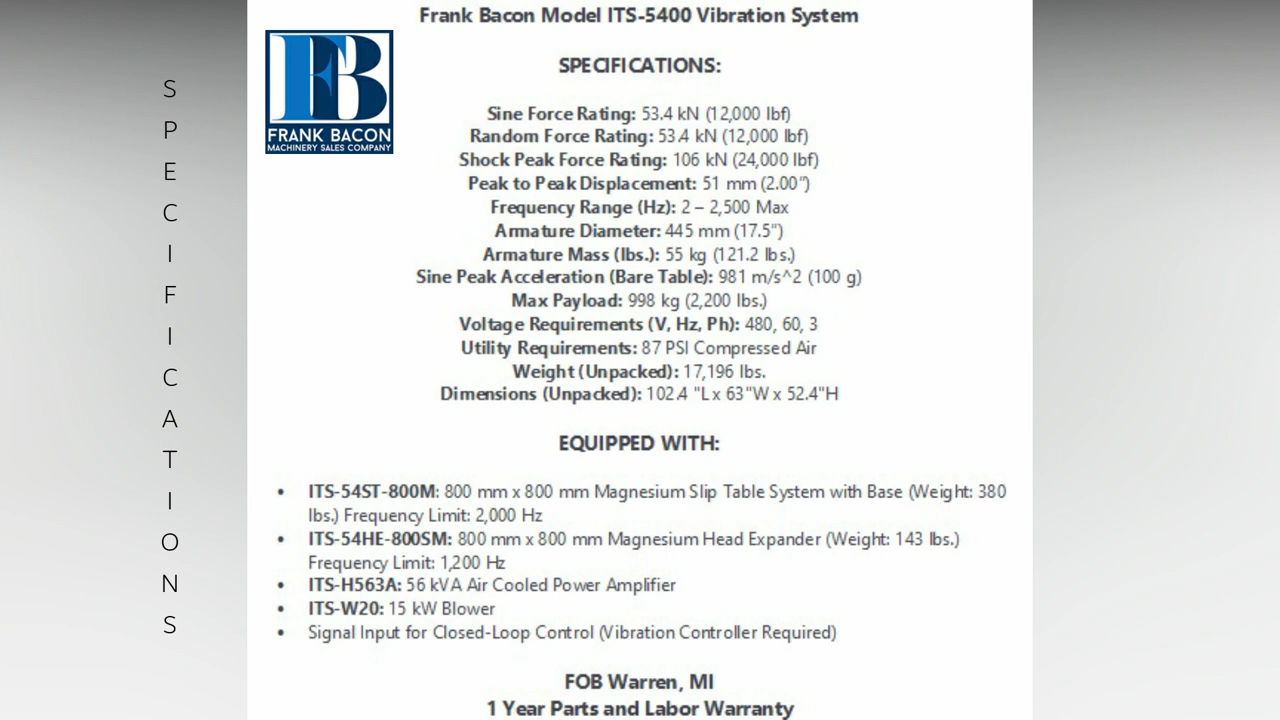 Frank Bacon Model ITS-5400 Vibration System
FB
FRANK BACON
MACHINERY SALES COMPANY
SPECIFICATIONS
SPECIFICATIONS:
Sine Force Rating: 53.4 kN (12,000 lbf)
Random Force Rating: 53.4 kN (12,000 lbf)
Shock Peak Force Rating: 106 kN (24,000 lbf)
Peak to Peak Displacement: 51 mm (2.00")
Frequency Range (Hz): 2 – 2,500 Max
Armature Diameter: 445 mm (17.5")
Armature Mass (lbs.): 55 kg (121.2 lbs.)
Sine Peak Acceleration (Bare Table): 981 m/s^2 (100 g)
Max Payload: 998 kg (2,200 lbs.)
Voltage Requirements (V, Hz, Ph): 480, 60, 3
Utility Requirements: 87 PSI Compressed Air
Weight (Unpacked): 17,196 lbs.
Dimensions (Unpacked): 102.4 "L x 63"W x 52.4"H
EQUIPPED WITH:
• ITS-54ST-800M: 800 mm x 800 mm Magnesium Slip Table System with Base (Weight: 380
lbs.) Frequency Limit: 2,000 Hz
• ITS-54HE-800SM: 800 mm x 800 mm Magnesium Head Expander (Weight: 143 lbs.)
Frequency Limit: 1,200 Hz
• ITS-H563A: 56 kVA Air Cooled Power Amplifier
• ITS-W20: 15 kW Blower
• Signal Input for Closed-Loop Control (Vibration Controller Required)
FOB Warren, MI
1 Year Parts and Labor Warranty